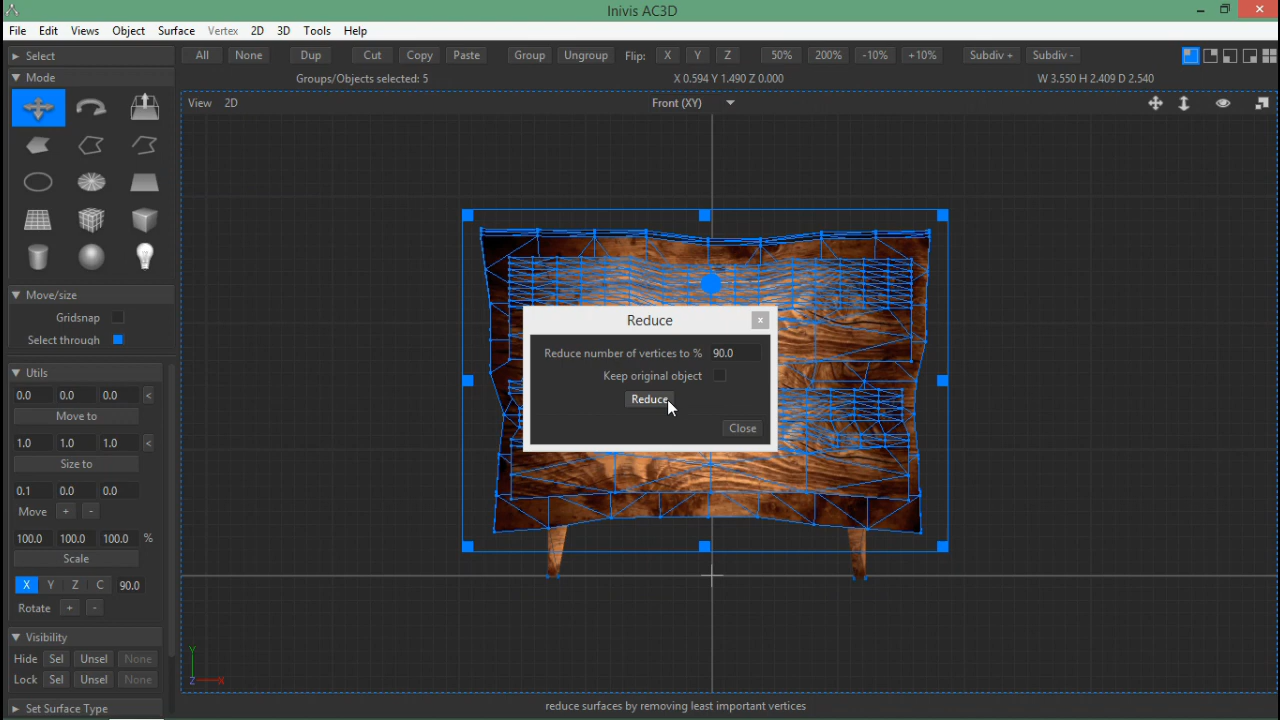 Inivis AC3D
File Edit Views Object Surface Vertex 2D 3D Tools Help
Select All None Dup Cut Copy Paste Group Ungroup Flip: X Y Z 50% 200% -10% +10% Subdiv + Subdiv -
Mode Groups/Objects selected: 5 X 0.594 Y 1.490 Z 0.000 W 3.550 H 2.409 D 2.540
View 2D Front (XY)
Move/size
Gridsnap
Select through
Reduce x
Reduce number of vertices to % 90.0
Keep original object
Reduce
Close
Utils
0.0 0.0 0.0 <
Move to
1.0 1.0 1.0 <
Size to
0.1 0.0 0.0
Move + -
100.0 100.0 100.0 %
Scale
X Y Z C 90.0
Rotate + -
Visibility
Hide Sel Unsel None
Lock Sel Unsel None
Set Surface Type
Y
Z X
reduce surfaces by removing least important vertices